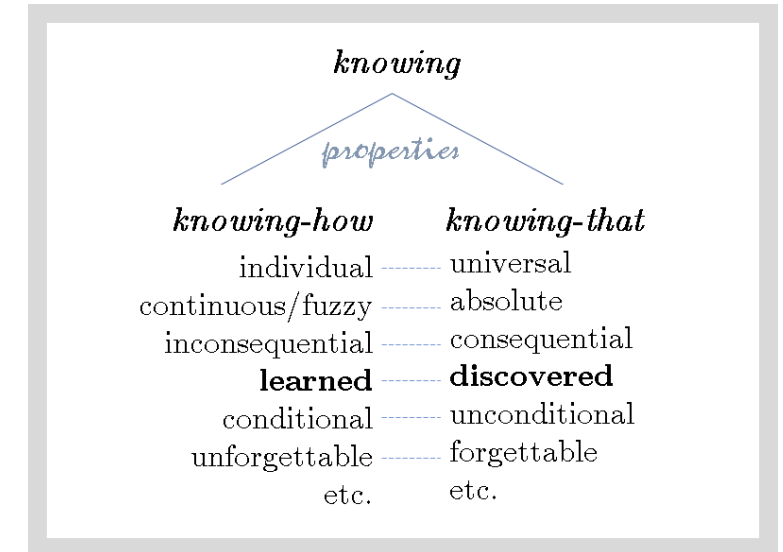 knowing
properties
knowing-how knowing-that
individual universal
continuous/fuzzy absolute
inconsequential consequential
learned discovered
conditional unconditional
unforgettable forgettable
etc. etc.